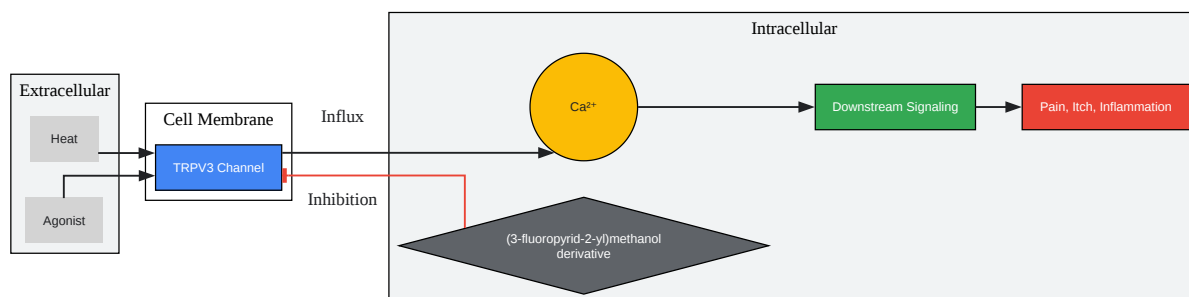 Extracellular
Heat
Agonist
Cell Membrane
TRPV3 Channel
Influx
Inhibition
Intracellular
Ca²⁺
Downstream Signaling
Pain, Itch, Inflammation
(3-fluoropyrid-2-yl)methanol
derivative